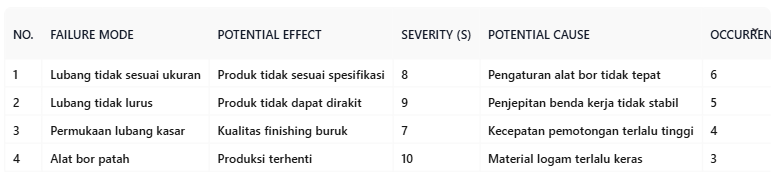 NO. FAILURE MODE POTENTIAL EFFECT SEVERITY (S) POTENTIAL CAUSE
1 Lubang tidak sesuai ukuran Produk tidak sesuai spesifikasi 8 Pengaturan alat bor tidak tepat 6
2 Lubang tidak lurus Produk tidak dapat dirakit 9 Penjepitan benda kerja tidak stabil 5
3 Permukaan lubang kasar Kualitas finishing buruk 7 Kecepatan pemotongan terlalu tinggi 4
4 Alat bor patah Produksi terhenti 10 Material logam terlalu keras 3